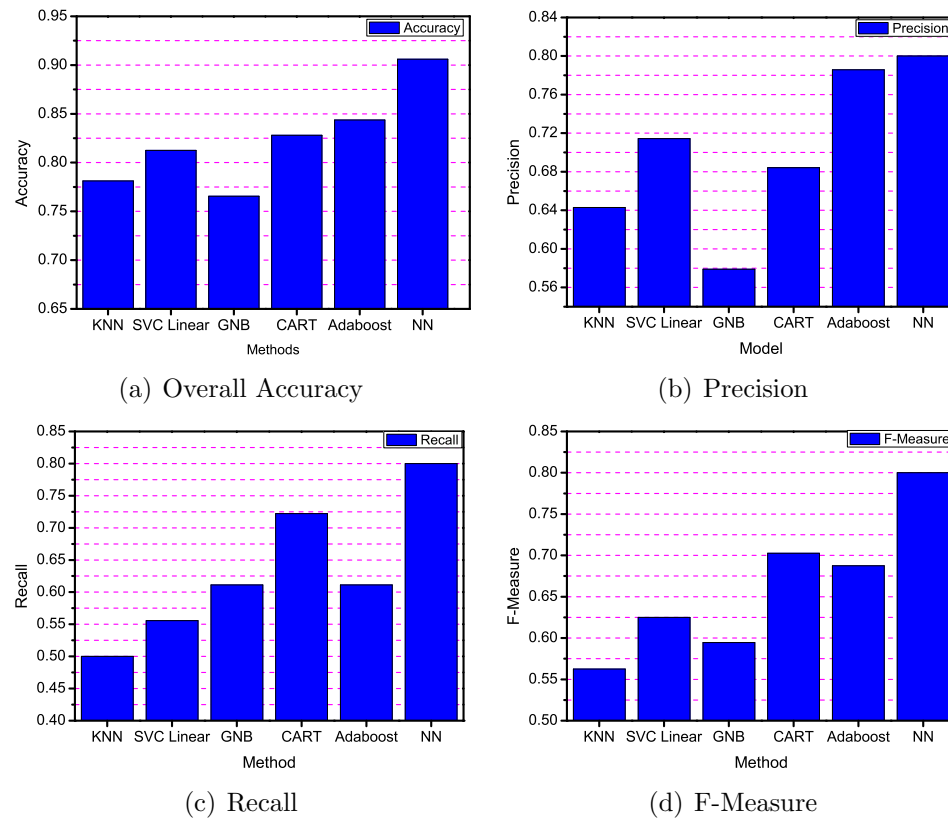 0.95
0.90
0.85
0.80
0.75
0.70
0.65
Accuracy
Accuracy
KNN SVC Linear GNB CART Adaboost NN
Methods
(a) Overall Accuracy
0.84
0.80
0.76
0.72
0.68
0.64
0.60
0.56
Precision
Precision
KNN SVC Linear GNB CART Adaboost NN
Model
(b) Precision
0.85
0.80
0.75
0.70
0.65
0.60
0.55
0.50
0.45
0.40
Recall
Recall
KNN SVC Linear GNB CART Adaboost NN
Method
(c) Recall
0.85
0.80
0.75
0.70
0.65
0.60
0.55
0.50
F-Measure
F-Measure
KNN SVC Linear GNB CART Adaboost NN
Method
(d) F-Measure